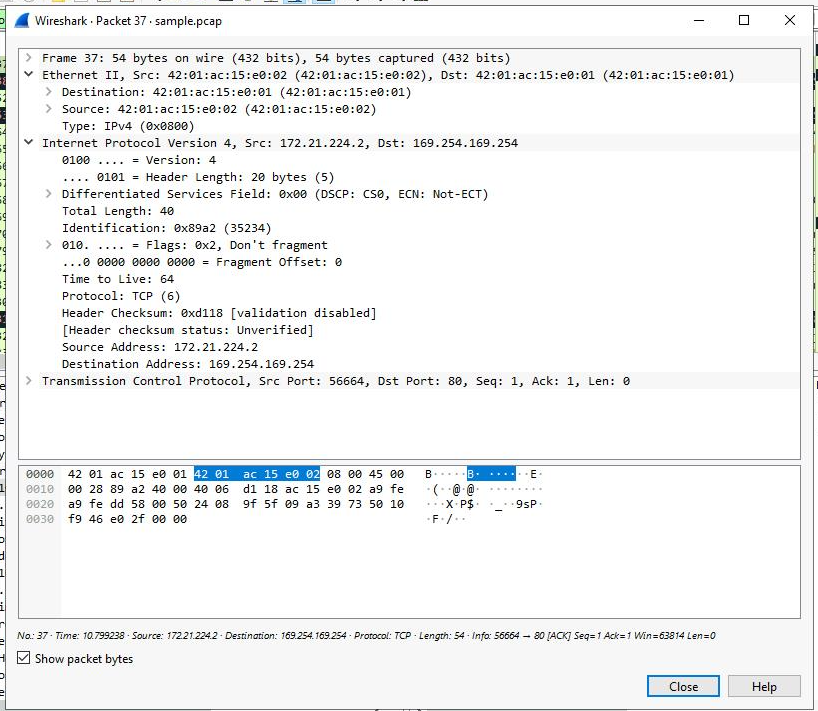 Wireshark · Packet 37 · sample.pcap
Frame 37: 54 bytes on wire (432 bits), 54 bytes captured (432 bits)
Ethernet II, Src: 42:01:ac:15:e0:02 (42:01:ac:15:e0:02), Dst: 42:01:ac:15:e0:01 (42:01:ac:15:e0:01)
Destination: 42:01:ac:15:e0:01 (42:01:ac:15:e0:01)
Source: 42:01:ac:15:e0:02 (42:01:ac:15:e0:02)
Type: IPv4 (0x0800)
Internet Protocol Version 4, Src: 172.21.224.2, Dst: 169.254.169.254
0100 .... = Version: 4
.... 0101 = Header Length: 20 bytes (5)
Differentiated Services Field: 0x00 (DSCP: CS0, ECN: Not-ECT)
Total Length: 40
Identification: 0x89a2 (35234)
010. .... = Flags: 0x2, Don't fragment
...0 0000 0000 0000 = Fragment Offset: 0
Time to Live: 64
Protocol: TCP (6)
Header Checksum: 0xd118 [validation disabled]
[Header checksum status: Unverified]
Source Address: 172.21.224.2
Destination Address: 169.254.169.254
Transmission Control Protocol, Src Port: 56664, Dst Port: 80, Seq: 1, Ack: 1, Len: 0
0000 42 01 ac 15 e0 01 42 01 ac 15 e0 02 08 00 45 00 B·····B· ······E·
0010 00 28 89 a2 40 00 40 06 d1 18 ac 15 e0 02 a9 fe ·(··@·@· ········
0020 a9 fe dd 58 00 50 24 08 9f 5f 09 a3 39 73 50 10 ···X·P$· ·_··9sP·
0030 f9 46 e0 2f 00 00 ·F·/··
No.: 37 · Time: 10.799238 · Source: 172.21.224.2 · Destination: 169.254.169.254 · Protocol: TCP · Length: 54 · Info: 56664 → 80 [ACK] Seq=1 Ack=1 Win=63814 Len=0
Show packet bytes
Close Help